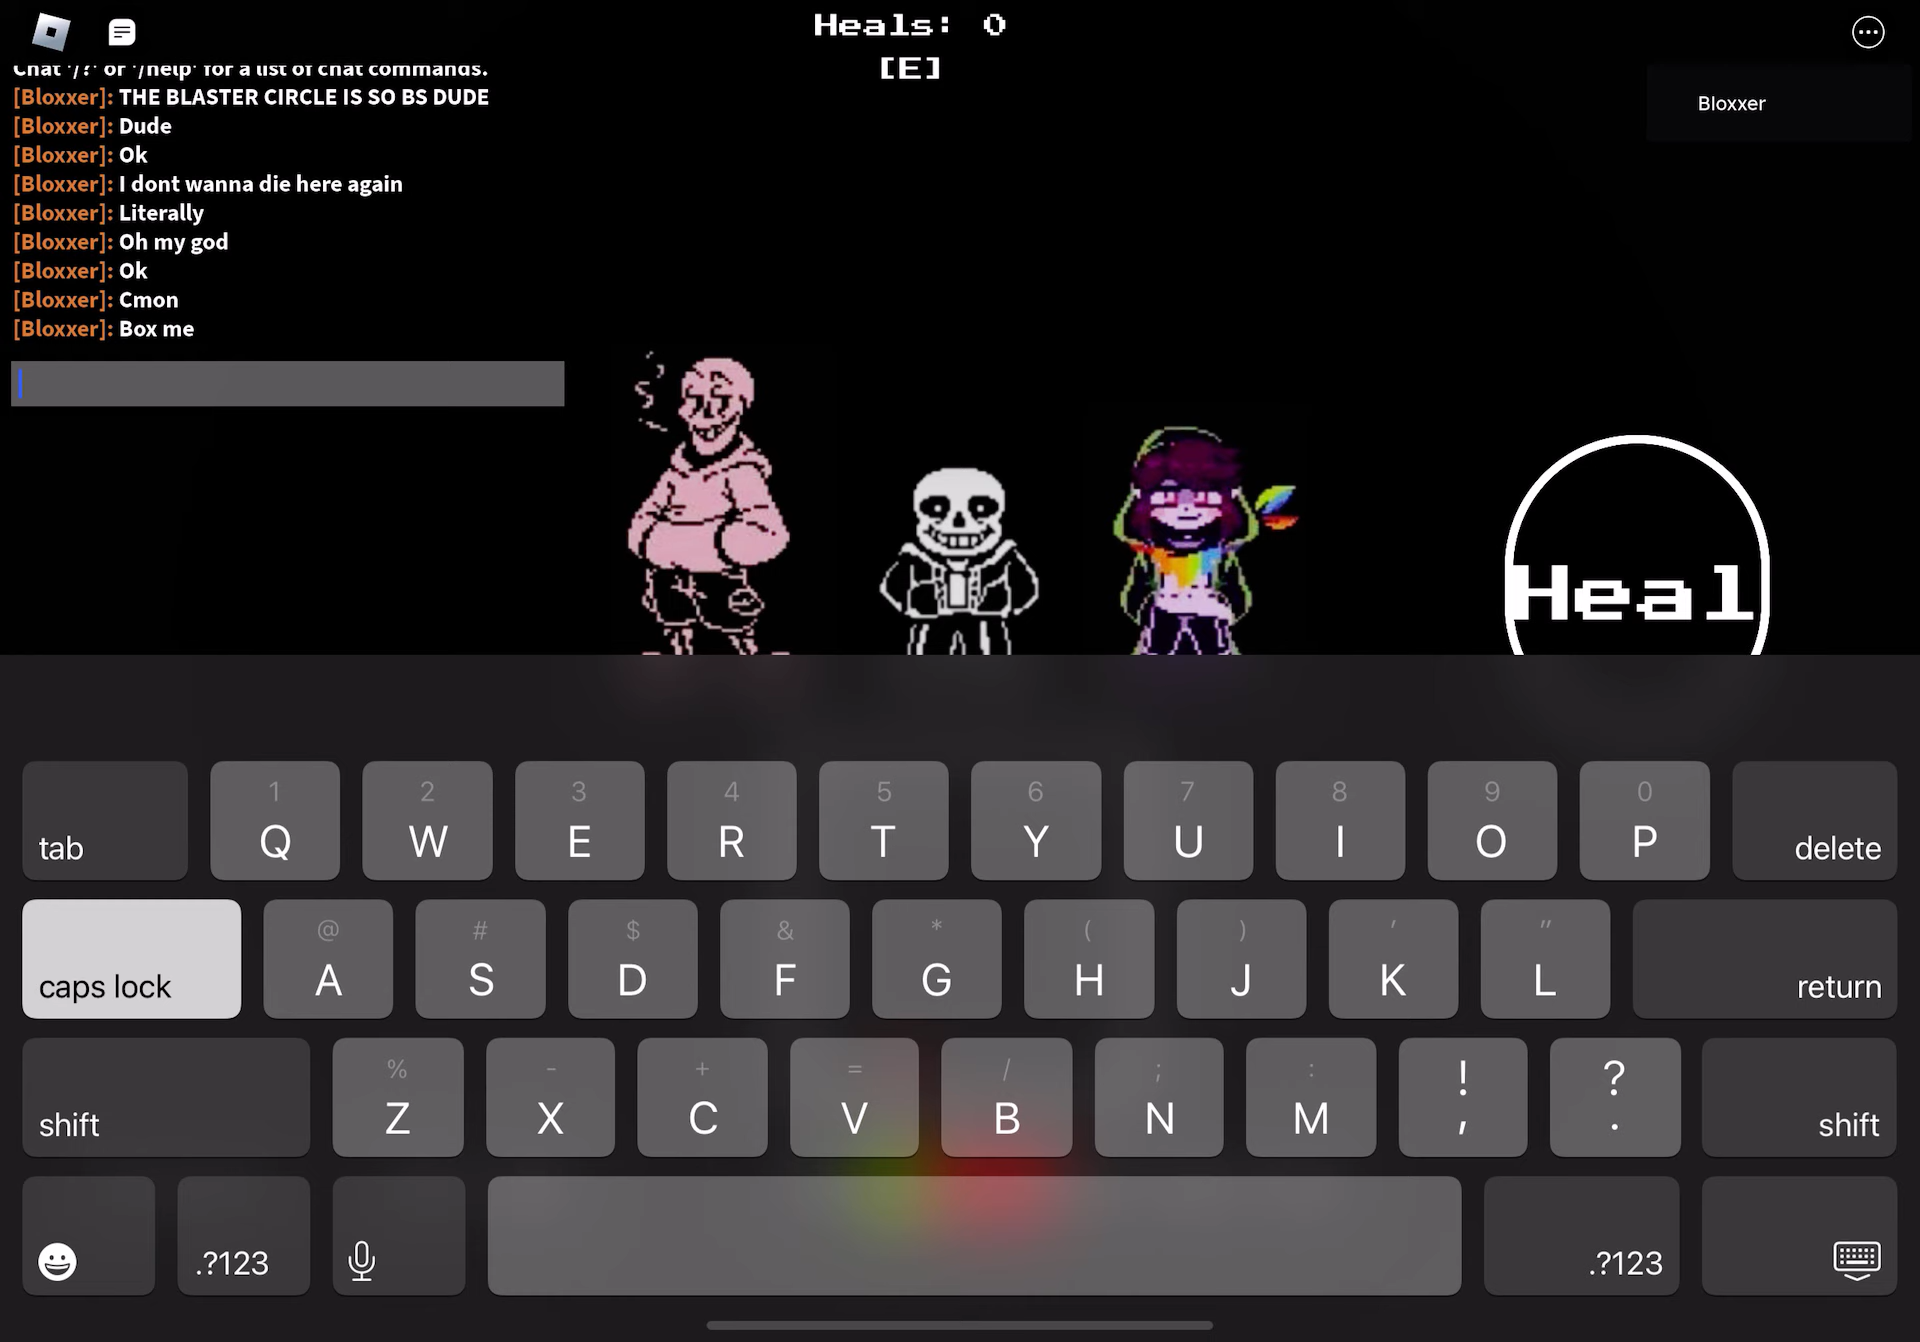 Heals: 0
[E]
Chat '/?' or '/help' for a list of chat commands.
[Bloxxer]: THE BLASTER CIRCLE IS SO BS DUDE
[Bloxxer]: Dude
[Bloxxer]: Ok
[Bloxxer]: I dont wanna die here again
[Bloxxer]: Literally
[Bloxxer]: Oh my god
[Bloxxer]: Ok
[Bloxxer]: Cmon
[Bloxxer]: Box me
Bloxxer
Heal
1 2 3 4 5 6 7 8 9 0
tab Q W E R T Y U I O P delete
@ # $ & * ( ) ' "
caps lock A S D F G H J K L return
% - + = / ; : ! ?
shift Z X C V B N M , . shift
.?123 .?123